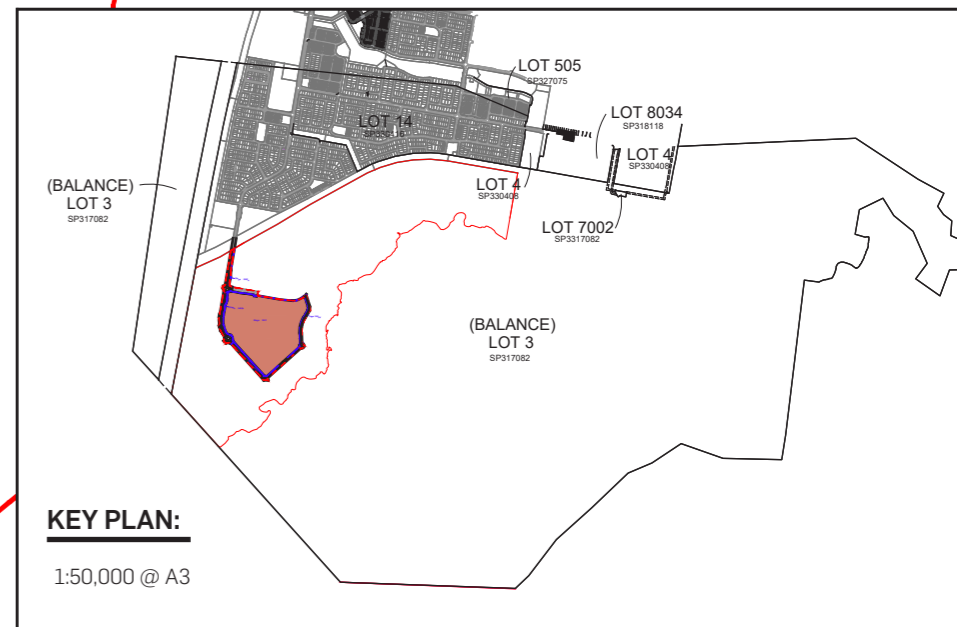 LOT 505
SP327075
LOT 8034
SP318118
LOT 14
LOT 4
SP330408
LOT 4
SP330408
(BALANCE)
LOT 3
SP317082
LOT 7002
SP3317082
(BALANCE)
LOT 3
SP317082
KEY PLAN:
1:50,000 @ A3